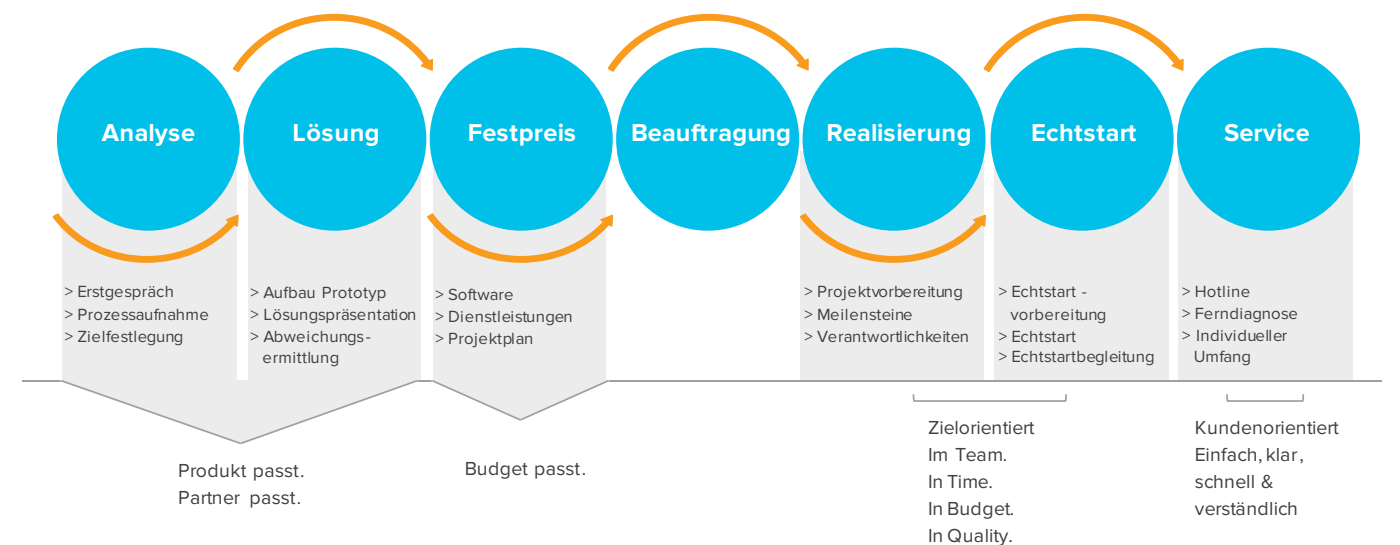 Analyse
Lösung
Festpreis
Beauftragung
Realisierung
Echtstart
Service
> Erstgespräch
> Prozessaufnahme
> Zielfestlegung
> Aufbau Prototyp
> Lösungspräsentation
> Abweichungs-
ermittlung
> Software
> Dienstleistungen
> Projektplan
> Projektvorbereitung
> Meilensteine
> Verantwortlichkeiten
> Echtstart -
vorbereitung
> Echtstart
> Echtstartbegleitung
> Hotline
> Ferndiagnose
> Individueller
Umfang
Produkt passt.
Partner passt.
Budget passt.
Zielorientiert
Im Team.
In Time.
In Budget.
In Quality.
Kundenorientiert
Einfach, klar,
schnell &
verständlich